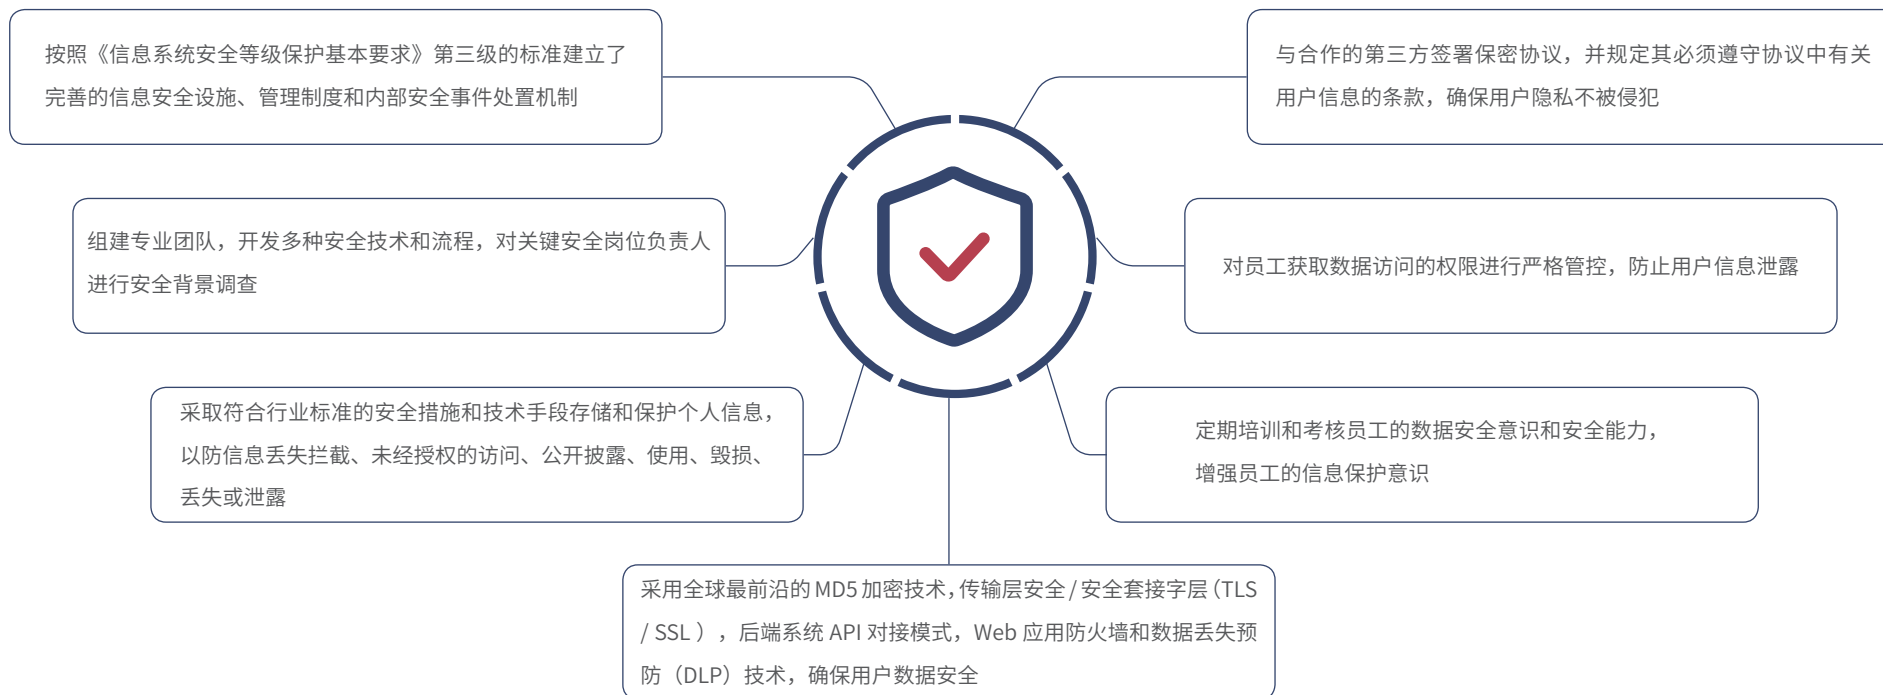 按照《信息系统安全等级保护基本要求》第三级的标准建立了
完善的信息安全设施、管理制度和内部安全事件处置机制
与合作的第三方签署保密协议，并规定其必须遵守协议中有关
用户信息的条款，确保用户隐私不被侵犯
组建专业团队，开发多种安全技术和流程，对关键安全岗位负责人
进行安全背景调查
对员工获取数据访问的权限进行严格管控，防止用户信息泄露
采取符合行业标准的安全措施和技术手段存储和保护个人信息，
以防信息丢失拦截、未经授权的访问、公开披露、使用、毁损、
丢失或泄露
定期培训和考核员工的数据安全意识和安全能力，
增强员工的信息保护意识
采用全球最前沿的 MD5 加密技术，传输层安全 / 安全套接字层（TLS
/ SSL ），后端系统 API 对接模式，Web 应用防火墙和数据丢失预
防（DLP）技术，确保用户数据安全